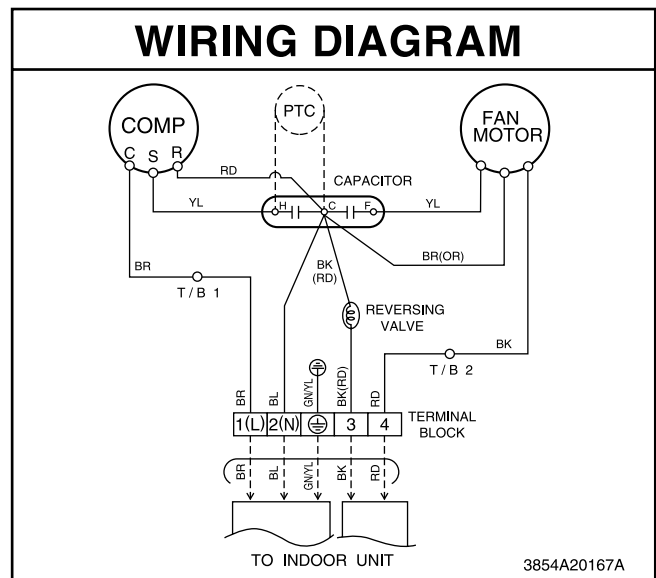 WIRING DIAGRAM
PTC
COMP
FAN
MOTOR
C S R
RD
CAPACITOR
YL
H C F
YL
BR
BK
(RD)
BR(OR)
T / B 1
REVERSING
VALVE
BK
T / B 2
BR
BL
GN/YL
BK(RD)
RD
1(L) 2(N) 3 4
TERMINAL
BLOCK
BR
BL
GN/YL
BK
RD
TO INDOOR UNIT
3854A20167A